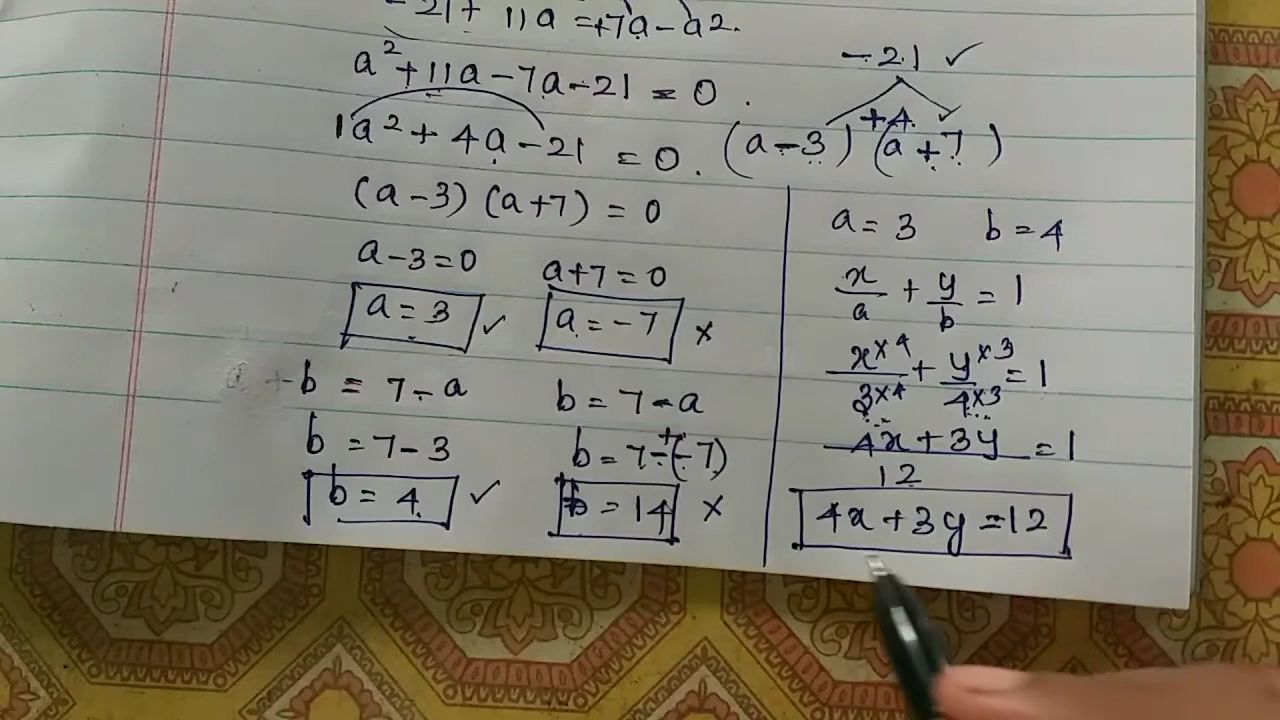 -21 + 11a = +7a - a2.
a² + 11a - 7a - 21 = 0.
1a² + 4a - 21 = 0.
(a - 3) (a + 7) = 0
a - 3 = 0 a + 7 = 0
a = 3 ✓ a = -7 ×
b = 7 - a b = 7 - a
b = 7 - 3 b = 7 - (-7)
+
b = 4 ✓ b = 14 ×
-21 ✓
+4 ✓
(a - 3) (a + 7)
a = 3 b = 4
x/a + y/b = 1
x×4/3×4 + y×3/4×3 = 1
4x + 3y/12 = 1
4x + 3y = 12